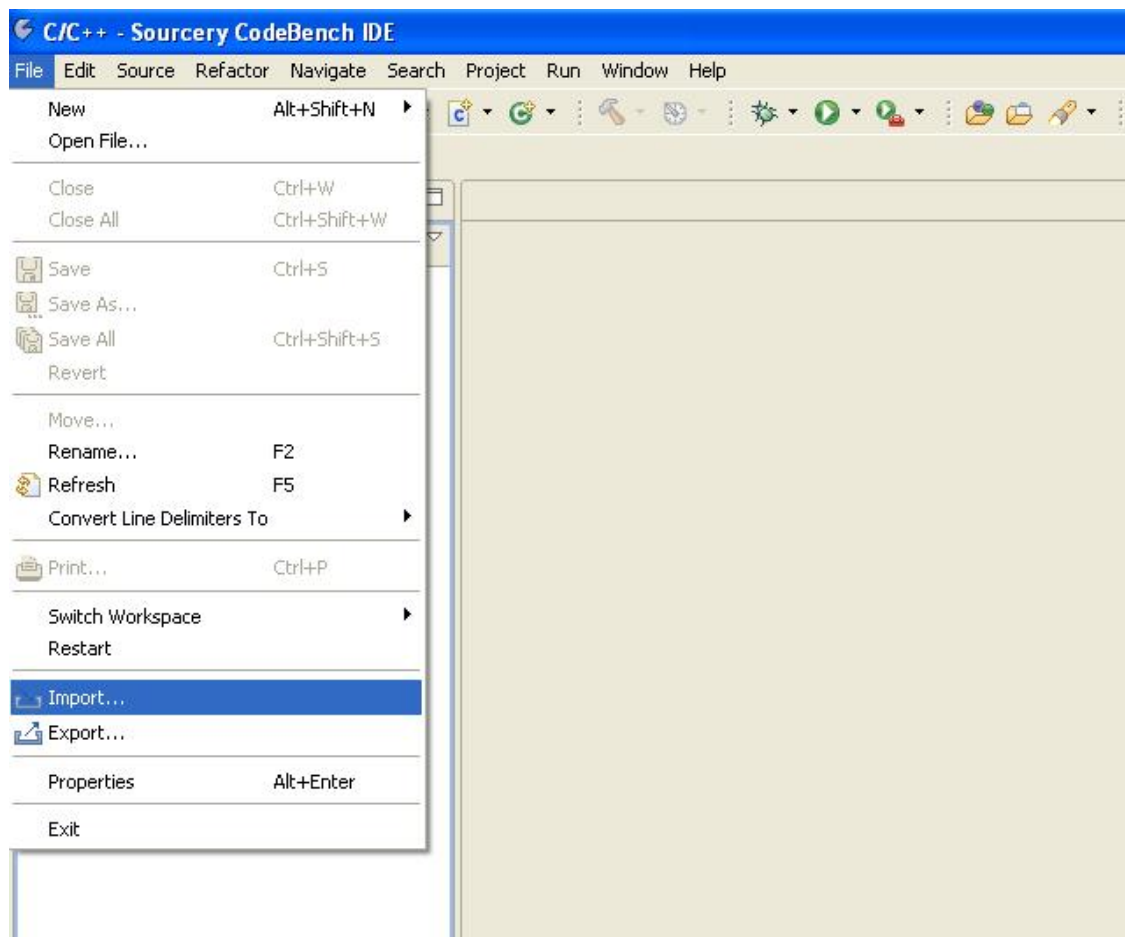 C/C++ - Sourcery CodeBench IDE
File Edit Source Refactor Navigate Search Project Run Window Help
New Alt+Shift+N
Open File...
Close Ctrl+W
Close All Ctrl+Shift+W
Save Ctrl+S
Save As...
Save All Ctrl+Shift+S
Revert
Move...
Rename... F2
Refresh F5
Convert Line Delimiters To
Print... Ctrl+P
Switch Workspace
Restart
Import...
Export...
Properties Alt+Enter
Exit